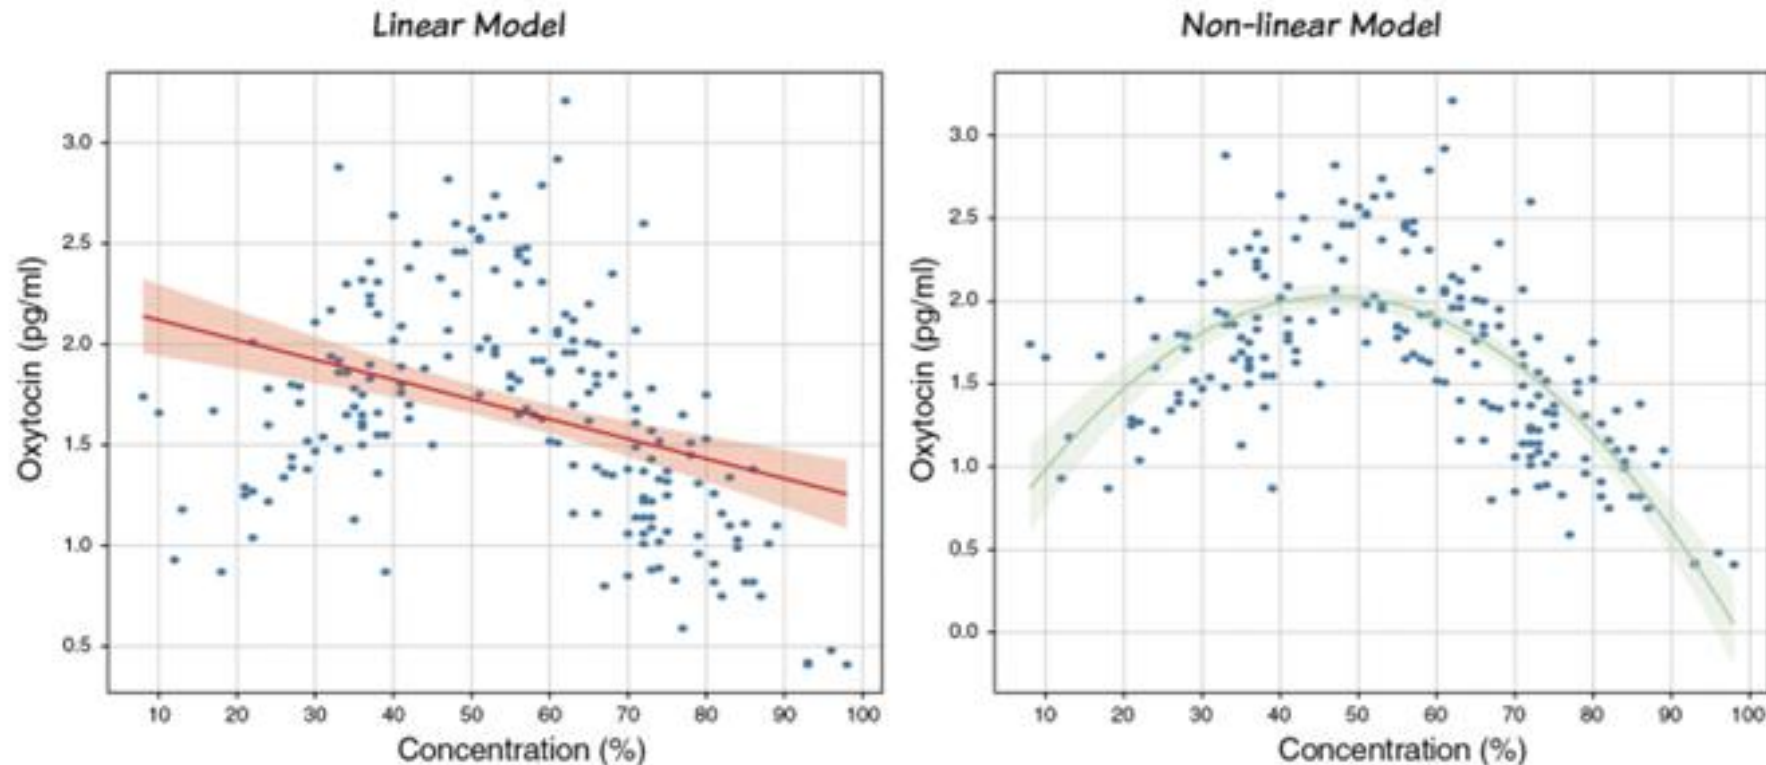 Linear Model
Oxytocin (pg/ml)
3.0
2.5
2.0
1.5
1.0
0.5
10 20 30 40 50 60 70 80 90 100
Concentration (%)
Non-linear Model
Oxytocin (pg/ml)
3.0
2.5
2.0
1.5
1.0
0.5
0.0
10 20 30 40 50 60 70 80 90 100
Concentration (%)